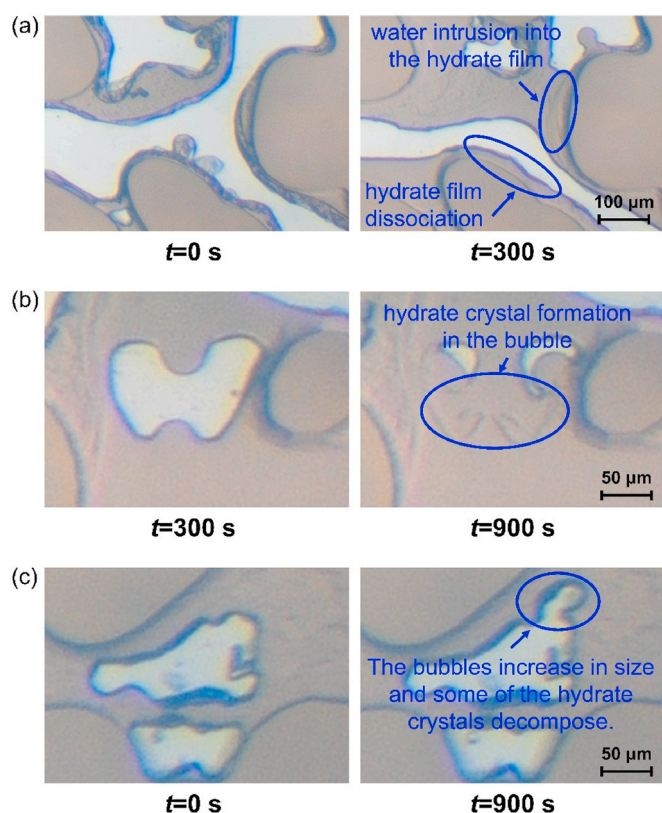 (a)
water intrusion into
the hydrate film
hydrate film
dissociation
100 μm
t=0 s
t=300 s
(b)
hydrate crystal formation
in the bubble
50 μm
t=300 s
t=900 s
(c)
The bubbles increase in size
and some of the hydrate
crystals decompose.
50 μm
t=0 s
t=900 s